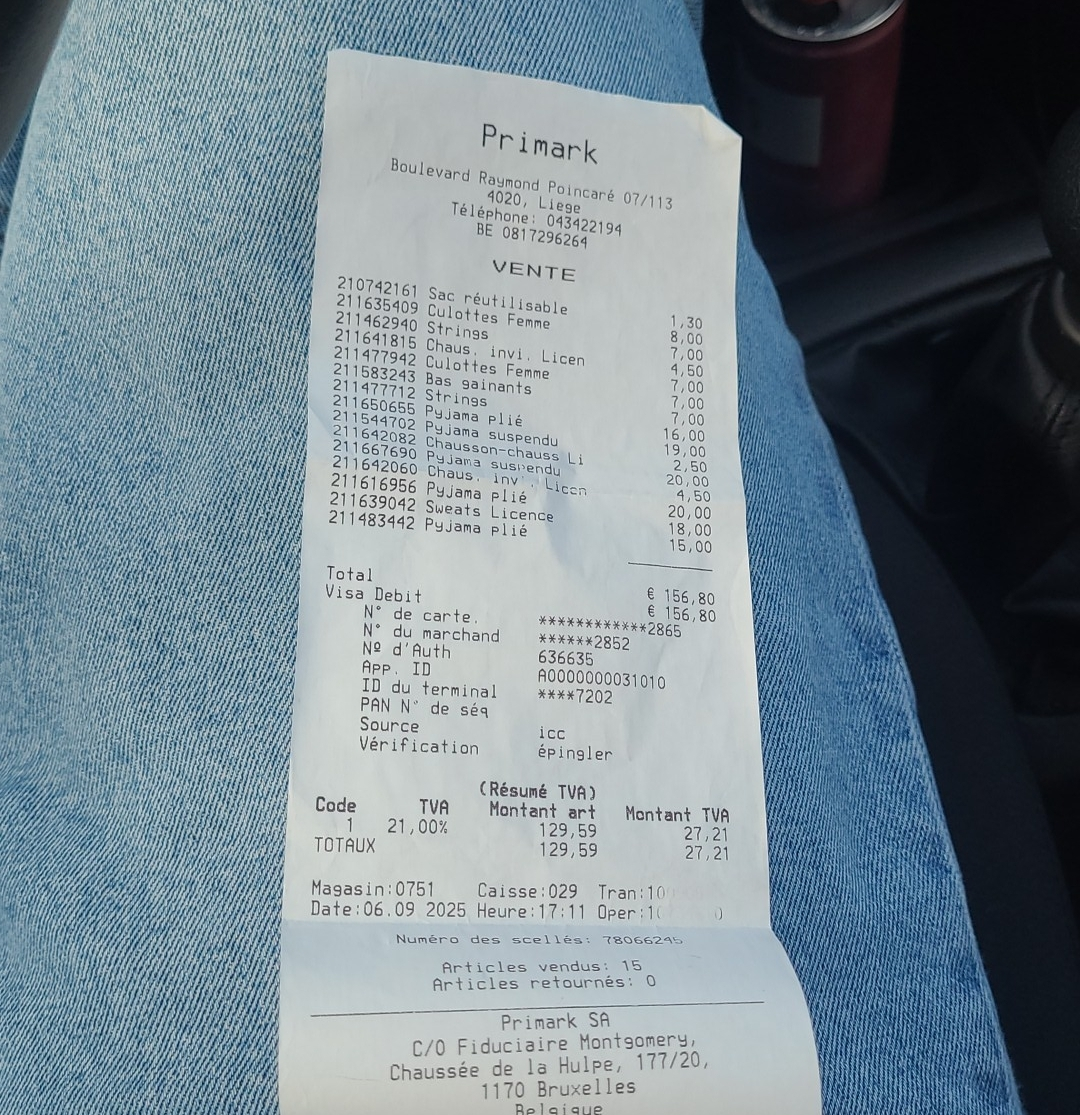 Primark
Boulevard Raymond Poincaré 07/113
4020, Liege
Téléphone: 043422194
BE 0817296264
VENTE
210742161 Sac réutilisable 1,30
211635409 Culottes Femme 8,00
211462940 Strings 7,00
211641815 Chaus. invi. Licen 4,50
211477942 Culottes Femme 7,00
211583243 Bas gainants 7,00
211477712 Strings 7,00
211650655 Pyjama plié 16,00
211544702 Pyjama suspendu 19,00
211642082 Chausson-chauss Li 2,50
211667690 Pyjama suspendu 20,00
211642060 Chaus. inv. Licen 4,50
211616956 Pyjama plié 20,00
211639042 Sweats Licence 18,00
211483442 Pyjama plié 15,00
Total € 156,80
Visa Debit € 156,80
N° de carte. ************2865
N° du marchand ******2852
Nº d'Auth 636635
App. ID A0000000031010
ID du terminal ****7202
PAN N° de séq
Source icc
Vérification épingler
(Résumé TVA)
Code TVA Montant art Montant TVA
1 21,00% 129,59 27,21
TOTAUX 129,59 27,21
Magasin:0751 Caisse:029 Tran:
Date:06.09 2025 Heure:17:11 Oper:
Numéro des scellés: 78066245
Articles vendus: 15
Articles retournés: 0
Primark SA
C/O Fiduciaire Montgomery,
Chaussée de la Hulpe, 177/20,
1170 Bruxelles
Belgique